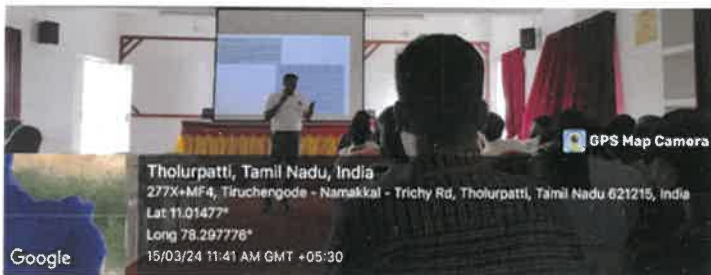 GPS Map Camera
Tholurpatti, Tamil Nadu, India
277X+MF4, Tiruchengode - Namakkal - Trichy Rd, Tholurpatti, Tamil Nadu 621215, India
Lat 11.01477°
Long 78.297776°
15/03/24 11:41 AM GMT +05:30
Google